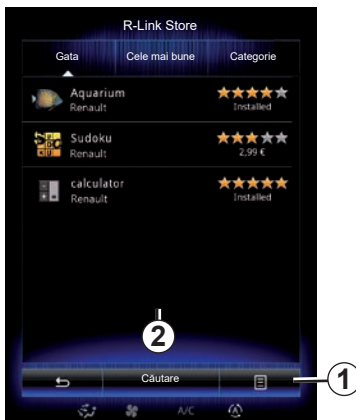 R-Link Store
Gata Cele mai bune Categorie
Aquarium
Renault
Installed
Sudoku
Renault
2,99 €
calculator
Renault
Installed
2
Căutare
1
A/C
A